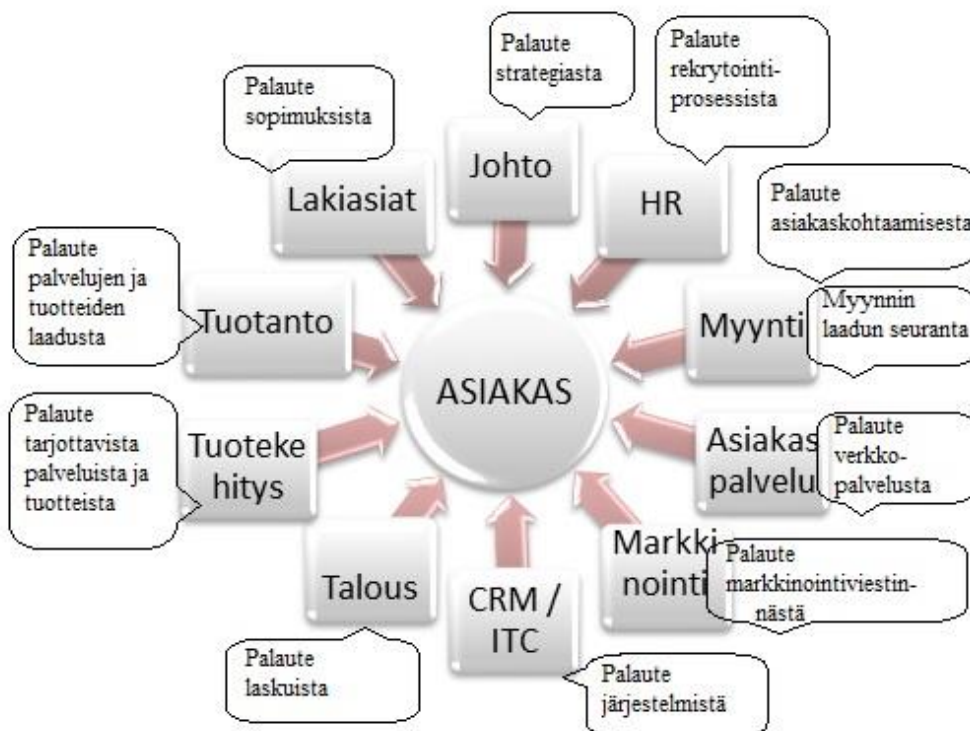 Palaute
strategiasta
Palaute
rekrytointi-
prosessista
Palaute
sopimuksista
Johto
Lakiasiat
HR
Palaute
asiakaskohtaamisesta
Palaute
palvelujen ja
tuotteiden
laadusta
Tuotanto
Myynti
Myynnin
laadun seuranta
ASIAKAS
Palaute
tarjottavista
palveluista ja
tuotteista
Tuoteke
hitys
Asiakas
palvelu
Palaute
verkko-
palvelusta
Talous
CRM /
ITC
Markki
nointi
Palaute
markkinointiviestin-
nästä
Palaute
laskuista
Palaute
järjestelmistä